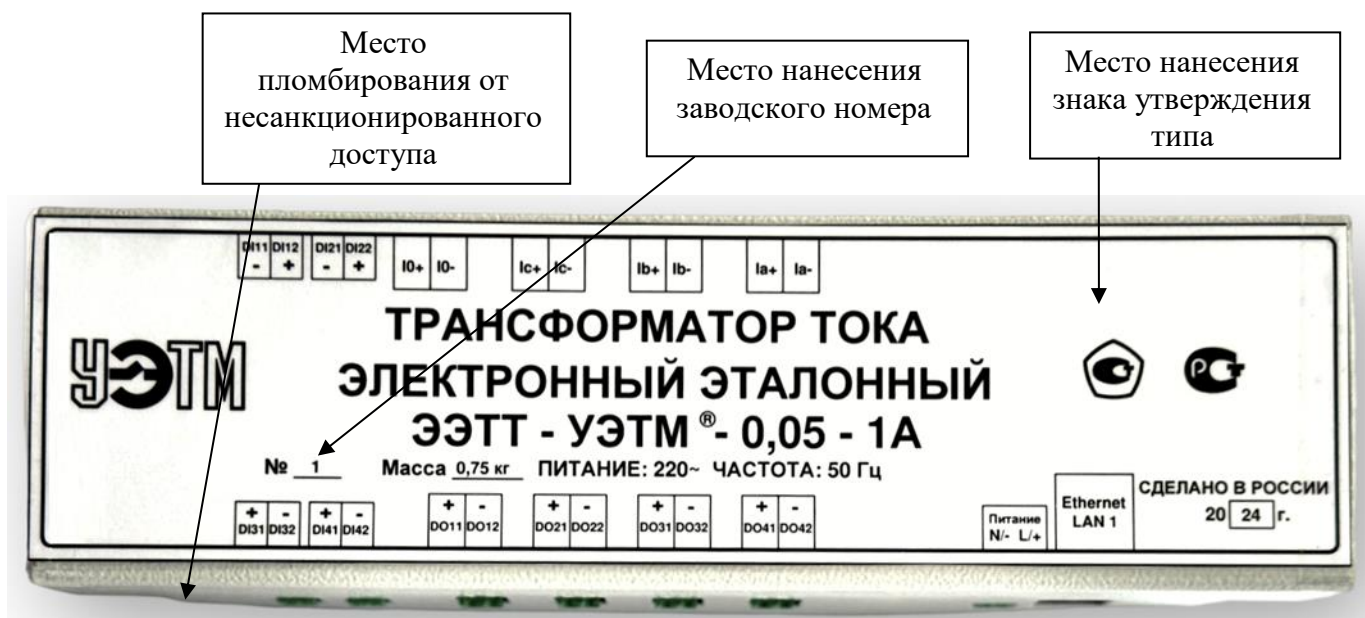 Место
пломбирования от
несанкционированного
доступа
Место нанесения
заводского номера
Место нанесения
знака утверждения
типа
DI11 DI12 DI21 DI22
- + - +
I0+ I0- Ic+ Ic- Ib+ Ib- Ia+ Ia-
УЭТМ
ТРАНСФОРМАТОР ТОКА
ЭЛЕКТРОННЫЙ ЭТАЛОННЫЙ
ЭЭТТ - УЭТМ ®- 0,05 - 1А
РСТ
№ 1 Масса 0,75 кг ПИТАНИЕ: 220~ ЧАСТОТА: 50 Гц
+ - + -
DI31 DI32 DI41 DI42
+ - + - + - + -
DO11 DO12 DO21 DO22 DO31 DO32 DO41 DO42
Питание
N/- L/+
Ethernet
LAN 1
СДЕЛАНО В РОССИИ
20 24 г.